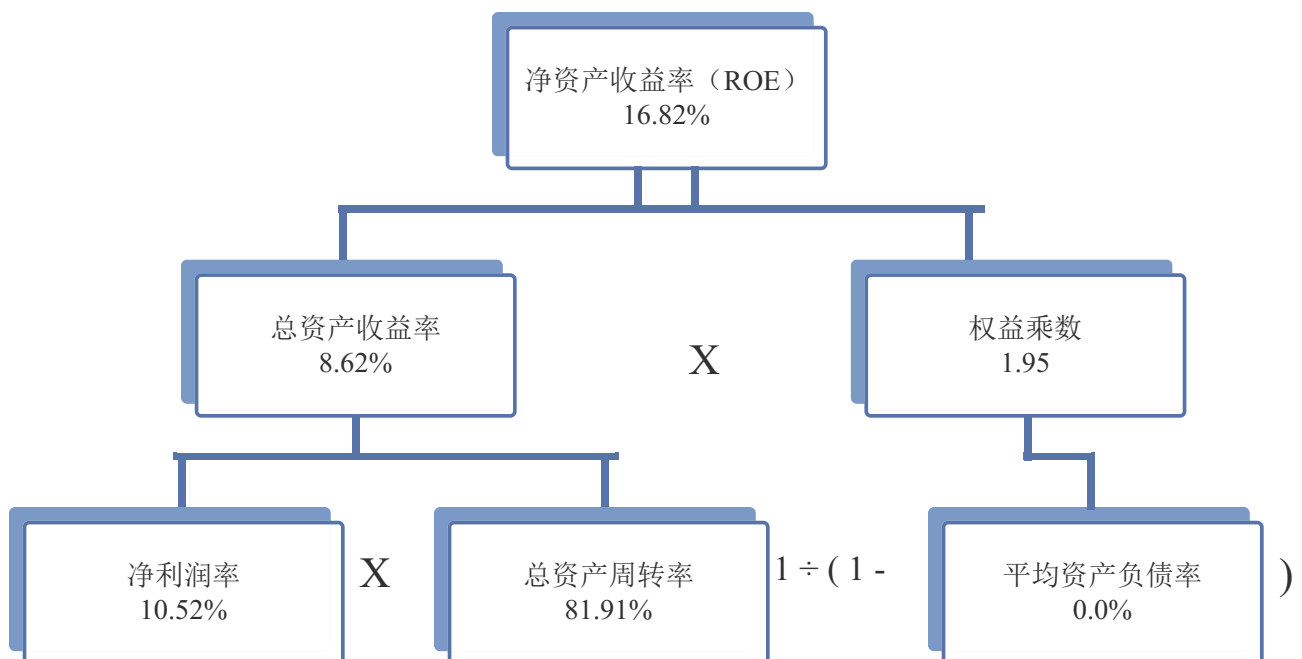 净资产收益率（ROE）
16.82%
总资产收益率
8.62%
X
权益乘数
1.95
净利润率
10.52%
X
总资产周转率
81.91%
1 ÷ ( 1 -
平均资产负债率
0.0%
)